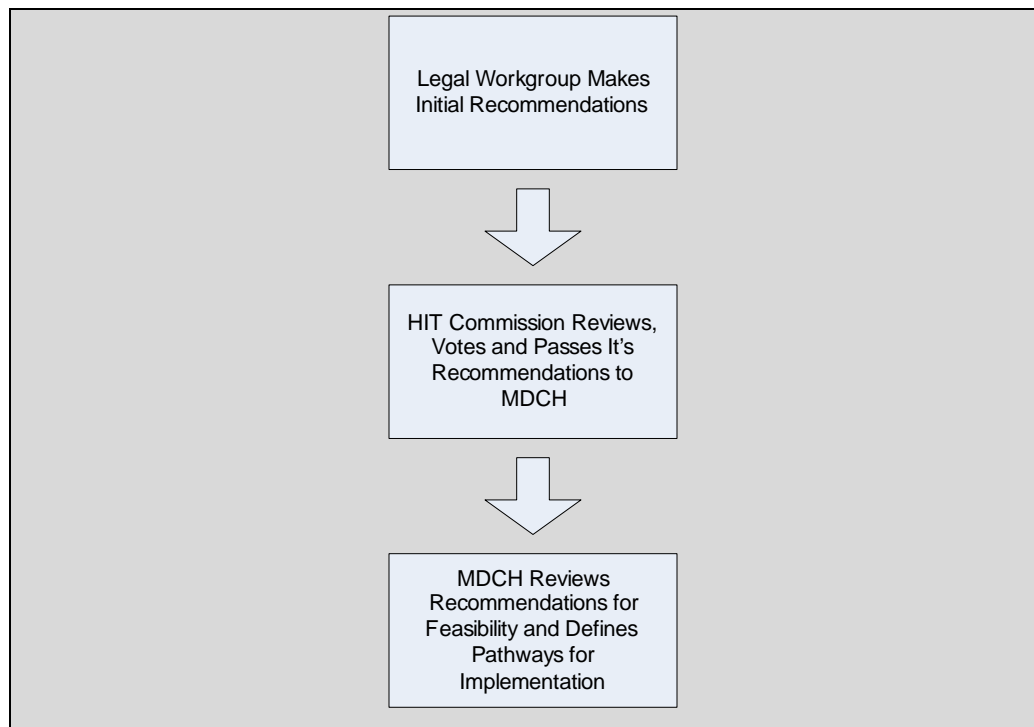 Legal Workgroup Makes
Initial Recommendations
HIT Commission Reviews,
Votes and Passes It's
Recommendations to
MDCH
MDCH Reviews
Recommendations for
Feasibility and Defines
Pathways for
Implementation